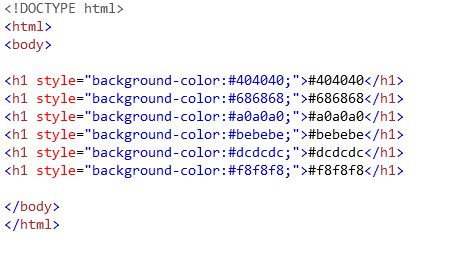 <!DOCTYPE html>
<html>
<body>
<h1 style="background-color:#404040;">#404040</h1>
<h1 style="background-color:#686868;">#686868</h1>
<h1 style="background-color:#a0a0a0;">#a0a0a0</h1>
<h1 style="background-color:#bebebe;">#bebebe</h1>
<h1 style="background-color:#dcdcdc;">#dcdcdc</h1>
<h1 style="background-color:#f8f8f8;">#f8f8f8</h1>
</body>
</html>